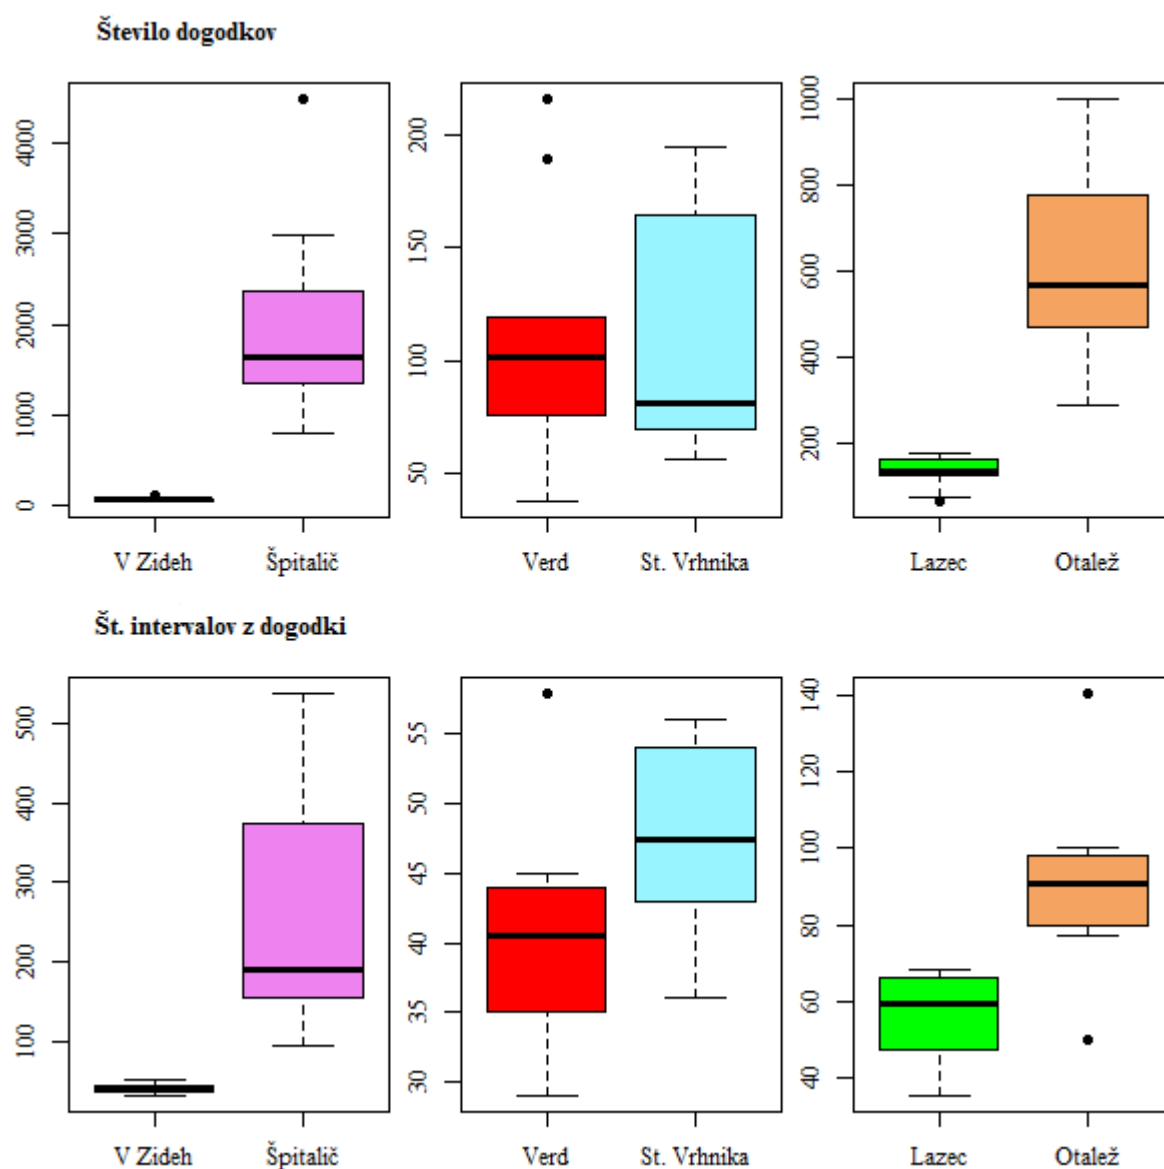 Število dogodkov
0 1000 2000 3000 4000
V Zideh Špitalič
50 100 150 200
Verd St. Vrhnika
200 400 600 800 1000
Lazec Otalež
Št. intervalov z dogodki
100 200 300 400 500
V Zideh Špitalič
30 35 40 45 50 55
Verd St. Vrhnika
40 60 80 100 120 140
Lazec Otalež